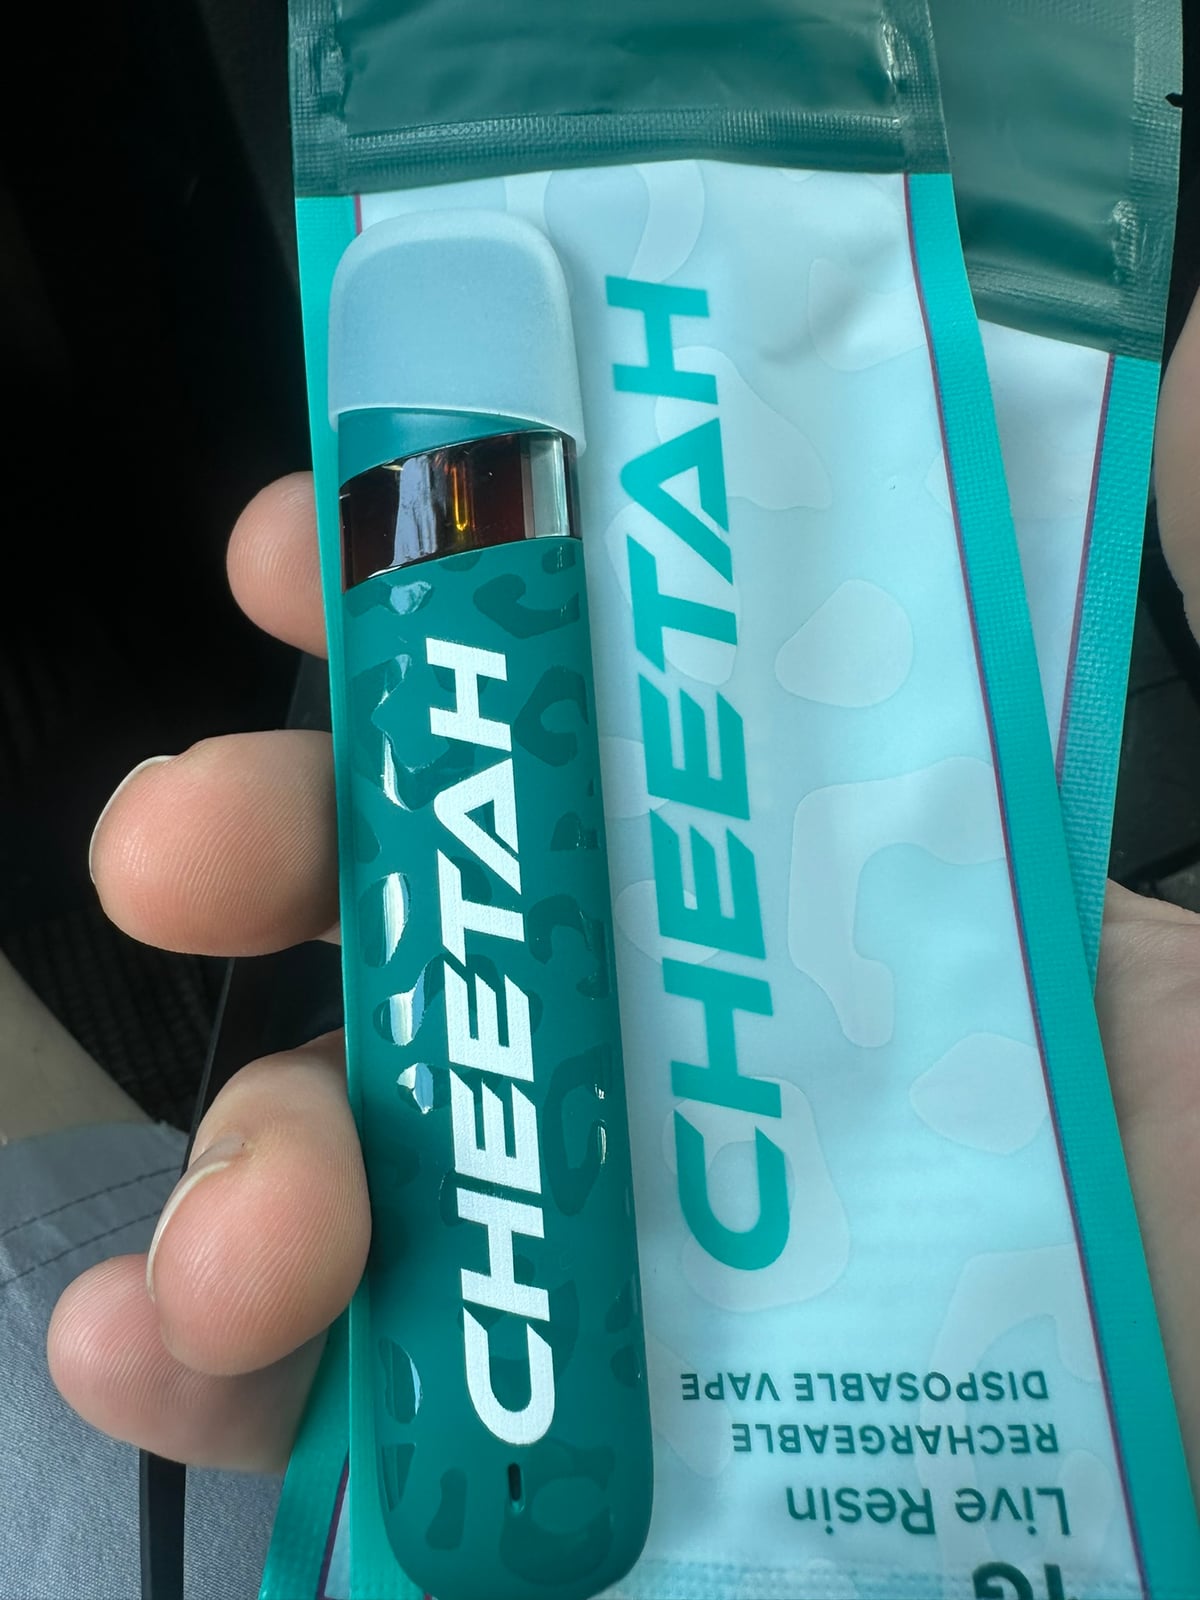 CHEETAH
CHEETAH
1G
Live Resin
RECHARGEABLE
DISPOSABLE VAPE